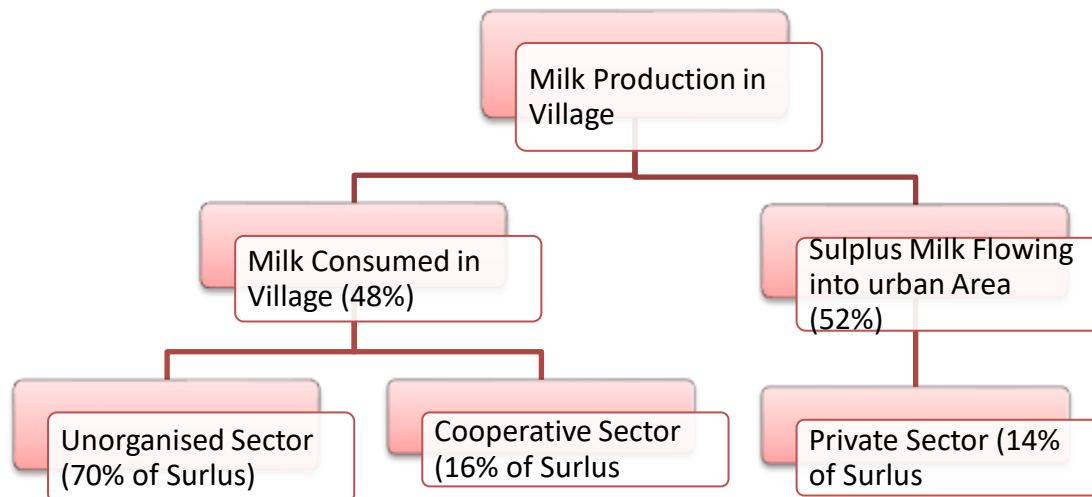 Milk Production in
Village
Milk Consumed in
Village (48%)
Sulplus Milk Flowing
into urban Area
(52%)
Unorganised Sector
(70% of Surlus)
Cooperative Sector
(16% of Surlus
Private Sector (14%
of Surlus